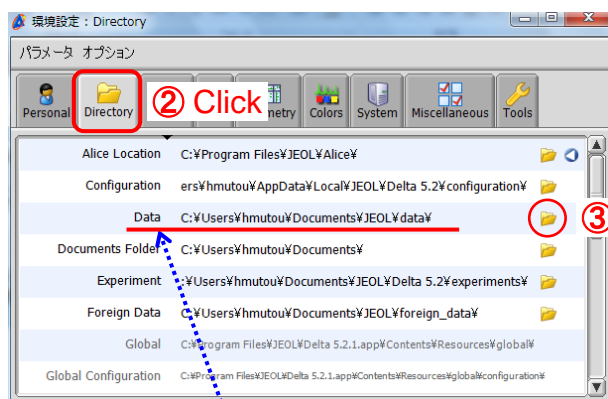 環境設定：Directory
パラメータ オプション
② Click
Personal Directory metry Colors System Miscellaneous Tools
Alice Location C:¥Program Files¥JEOL¥Alice¥
Configuration ers¥hmutou¥AppData¥Local¥JEOL¥Delta 5.2¥configuration¥
Data C:¥Users¥hmutou¥Documents¥JEOL¥data¥
③
Documents Folder C:¥Users¥hmutou¥Documents¥
Experiment :¥Users¥hmutou¥Documents¥JEOL¥Delta 5.2¥experiments¥
Foreign Data C:¥Users¥hmutou¥Documents¥JEOL¥foreign_data¥
Global C:¥Program Files¥JEOL¥Delta 5.2.1.app¥Contents¥Resources¥global¥
Global Configuration C:¥Program Files¥JEOL¥Delta 5.2.1.app¥Contents¥Resources¥global¥configuration¥